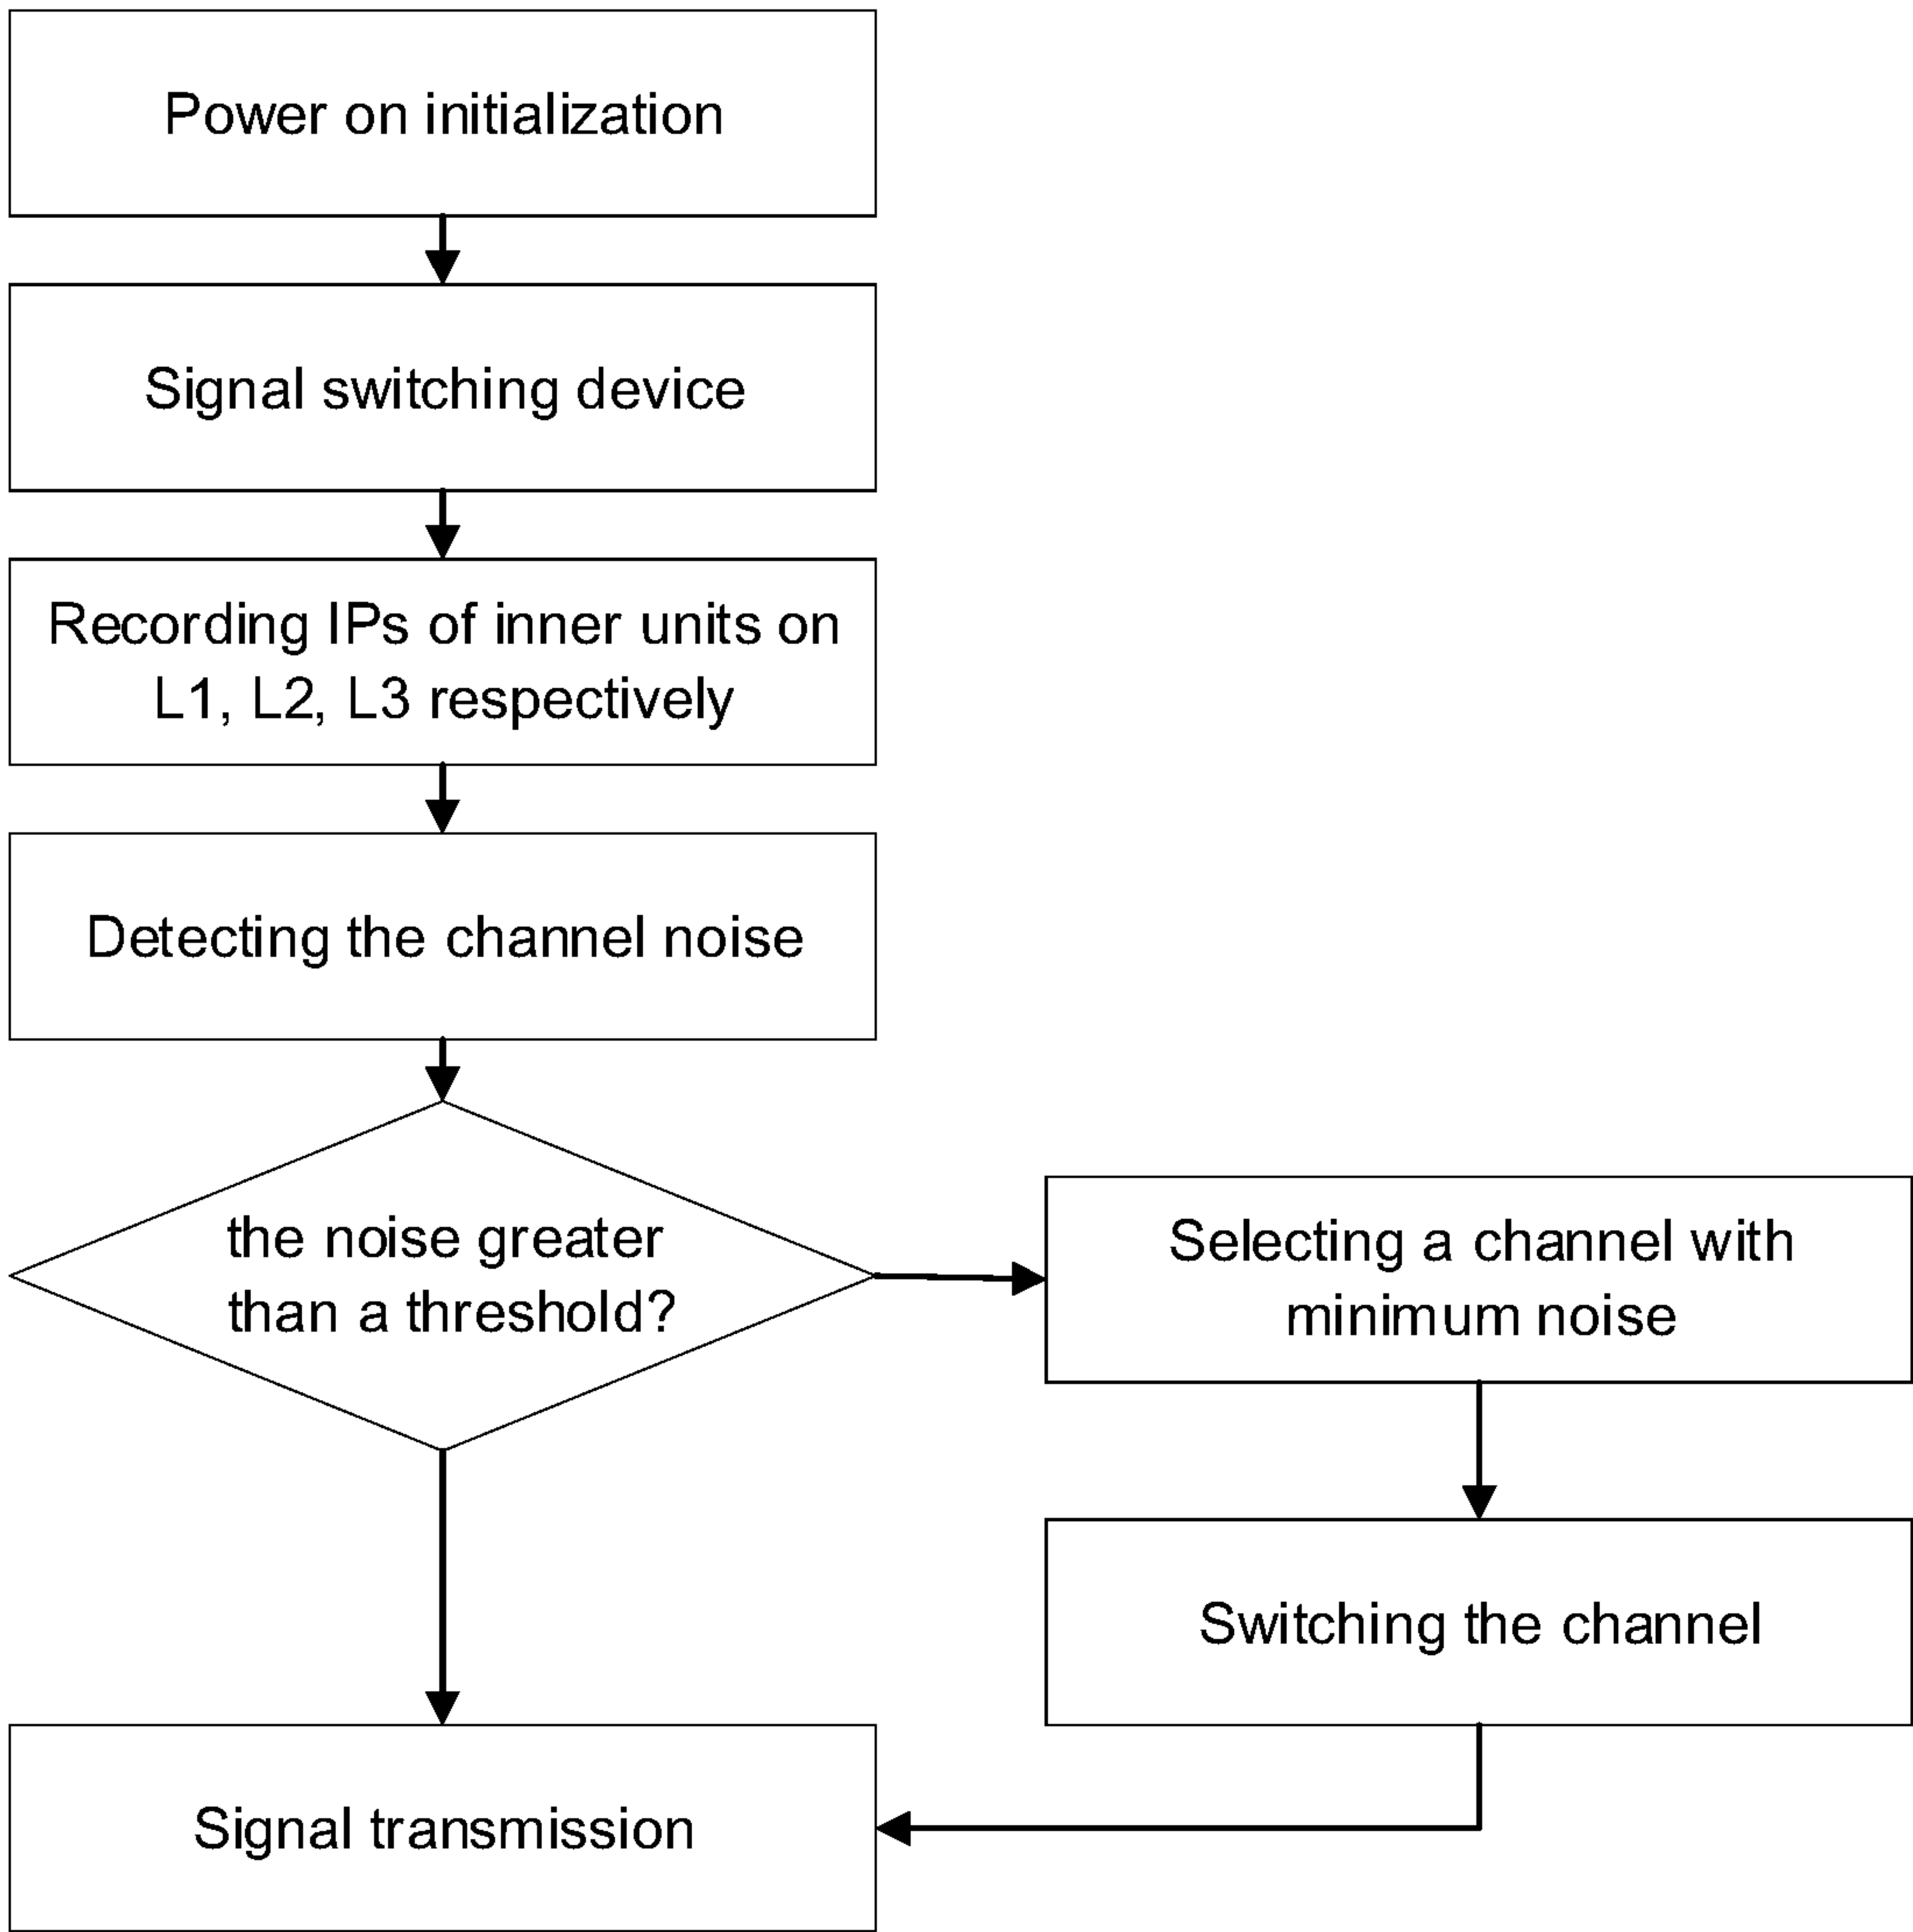 Power on initialization
Signal switching device
Recording IPs of inner units on
L1, L2, L3 respectively
Detecting the channel noise
the noise greater
than a threshold?
Selecting a channel with
minimum noise
Switching the channel
Signal transmission